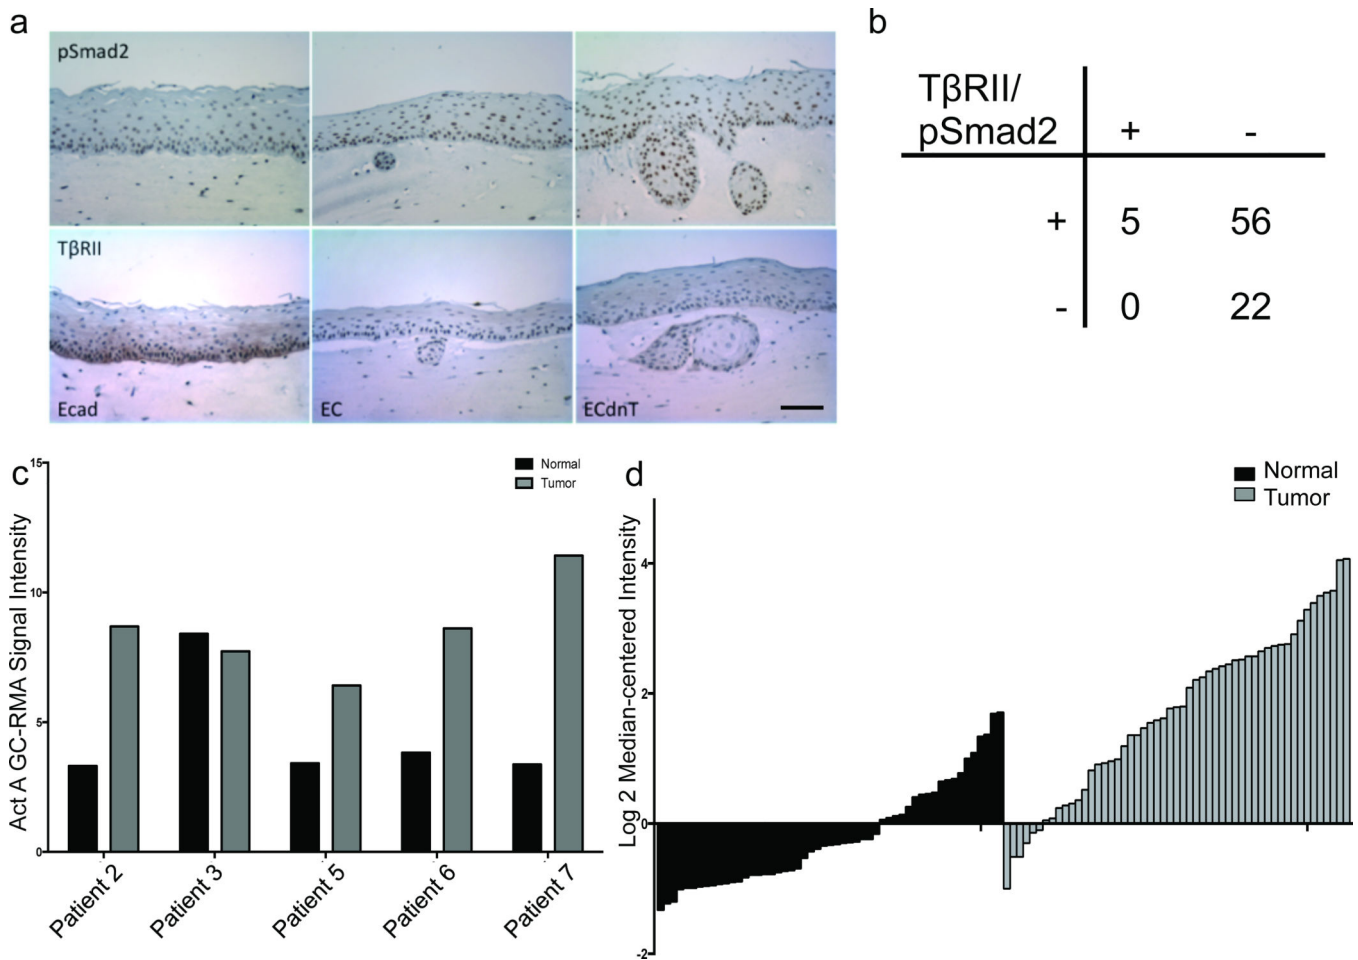 a
pSmad2
TβRII
Ecad
EC
ECdnT
b
TβRII/
pSmad2
+ -
+ 5 56
- 0 22
c
Act A GC-RMA Signal Intensity
15
10
5
0
Normal
Tumor
Patient 2
Patient 3
Patient 5
Patient 6
Patient 7
d
Log 2 Median-centered Intensity
4
2
0
-2
Normal
Tumor